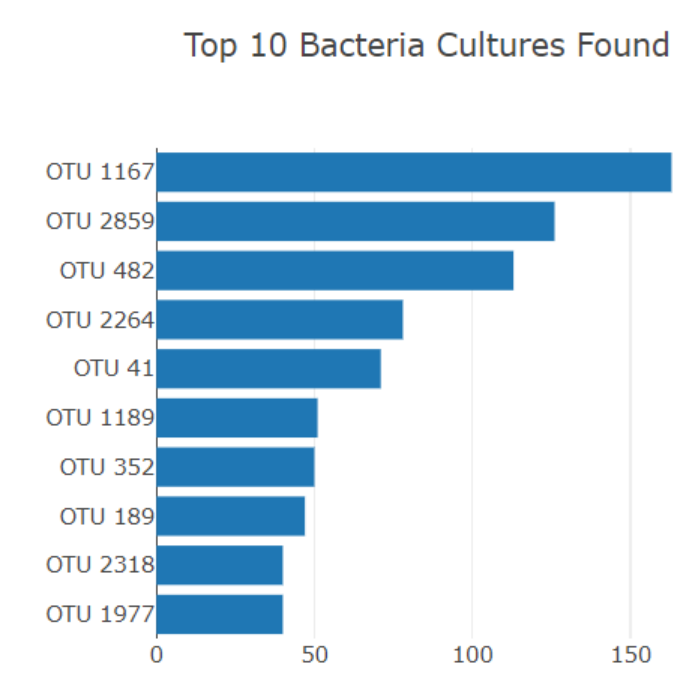 Top 10 Bacteria Cultures Found
OTU 1167
OTU 2859
OTU 482
OTU 2264
OTU 41
OTU 1189
OTU 352
OTU 189
OTU 2318
OTU 1977
0 50 100 150